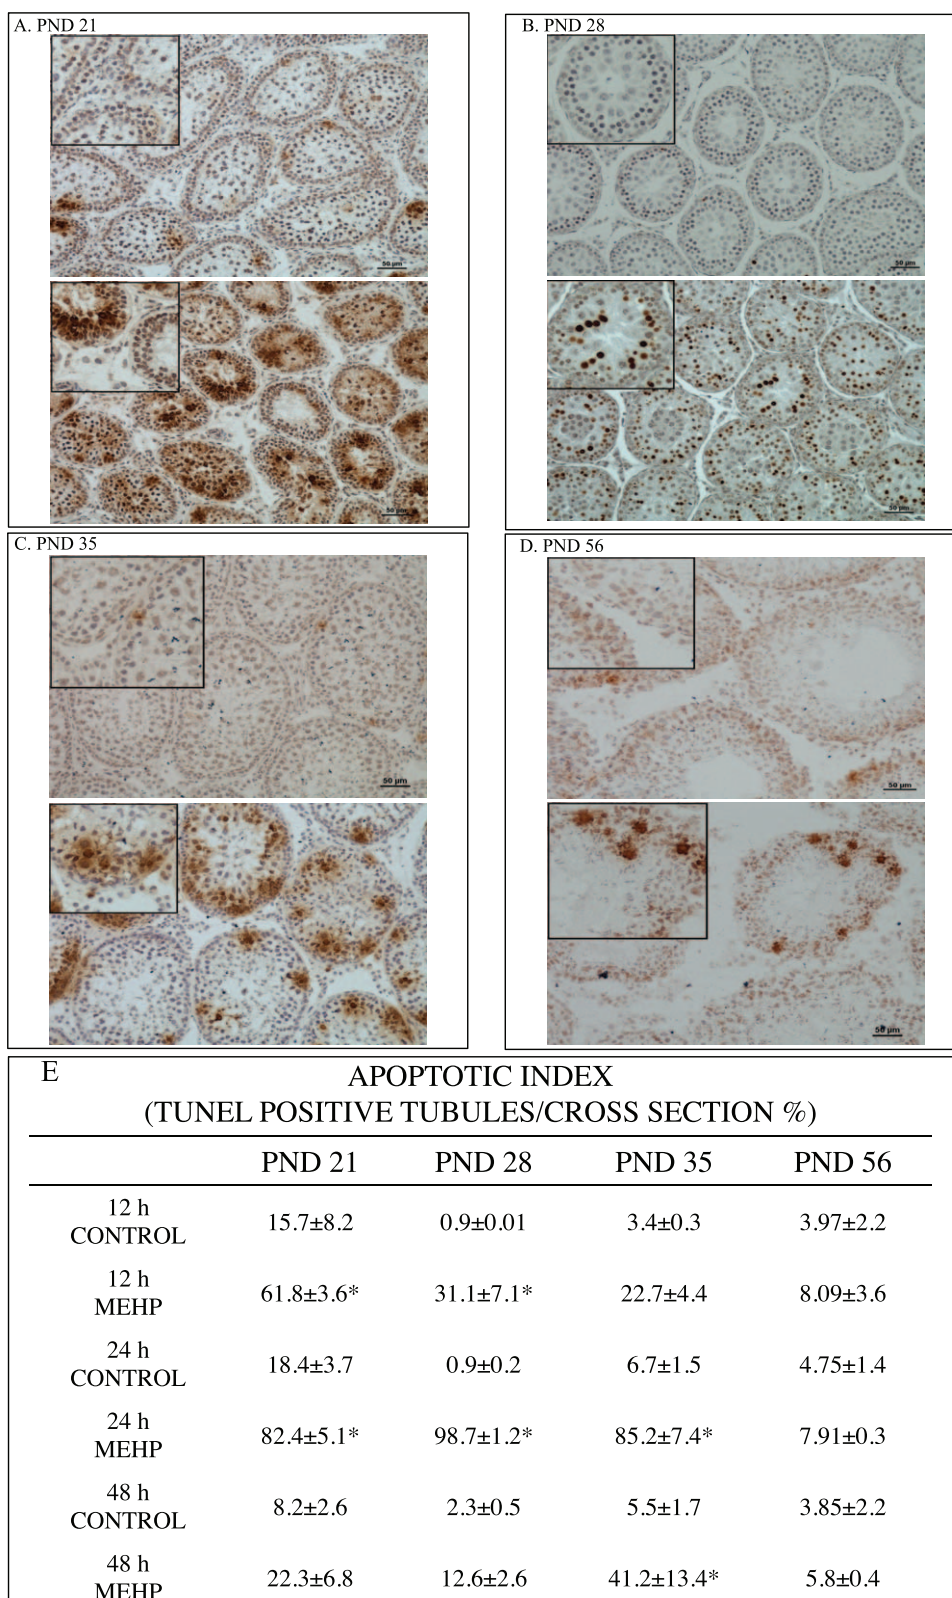 A. PND 21
B. PND 28
50 µm
50 µm
50 µm
50 µm
C. PND 35
D. PND 56
50 µm
50 µm
50 µm
E
APOPTOTIC INDEX
(TUNEL POSITIVE TUBULES/CROSS SECTION %)
PND 21 PND 28 PND 35 PND 56
12 h
CONTROL 15.7±8.2 0.9±0.01 3.4±0.3 3.97±2.2
12 h
MEHP 61.8±3.6* 31.1±7.1* 22.7±4.4 8.09±3.6
24 h
CONTROL 18.4±3.7 0.9±0.2 6.7±1.5 4.75±1.4
24 h
MEHP 82.4±5.1* 98.7±1.2* 85.2±7.4* 7.91±0.3
48 h
CONTROL 8.2±2.6 2.3±0.5 5.5±1.7 3.85±2.2
48 h
MEHP 22.3±6.8 12.6±2.6 41.2±13.4* 5.8±0.4